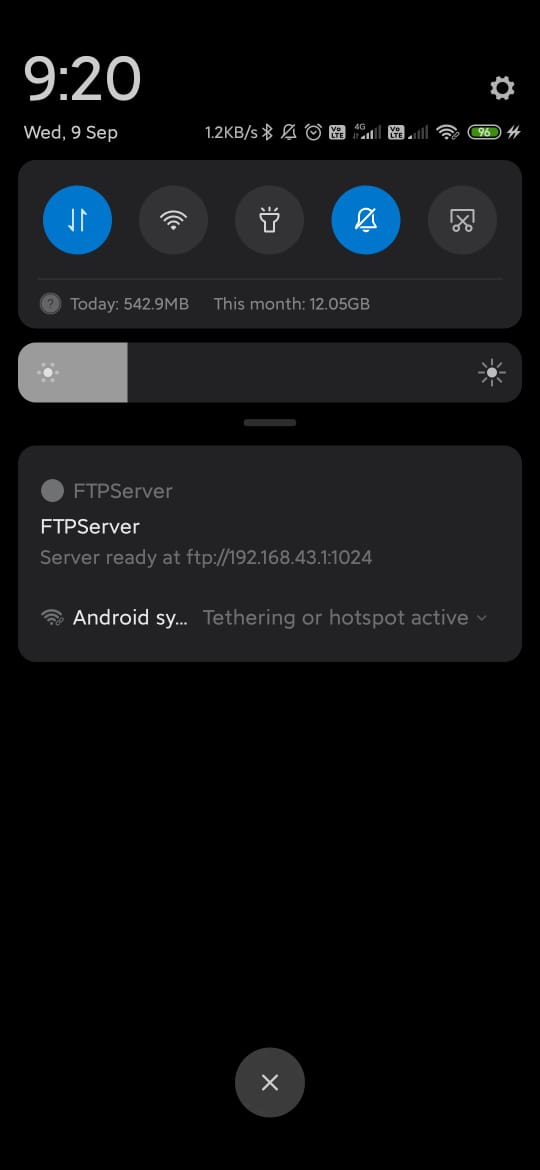 9:20
Wed, 9 Sep 1.2KB/s Vo LTE 4G Vo LTE 96
Today: 542.9MB This month: 12.05GB
FTPServer
FTPServer
Server ready at ftp://192.168.43.1:1024
Android sy... Tethering or hotspot active